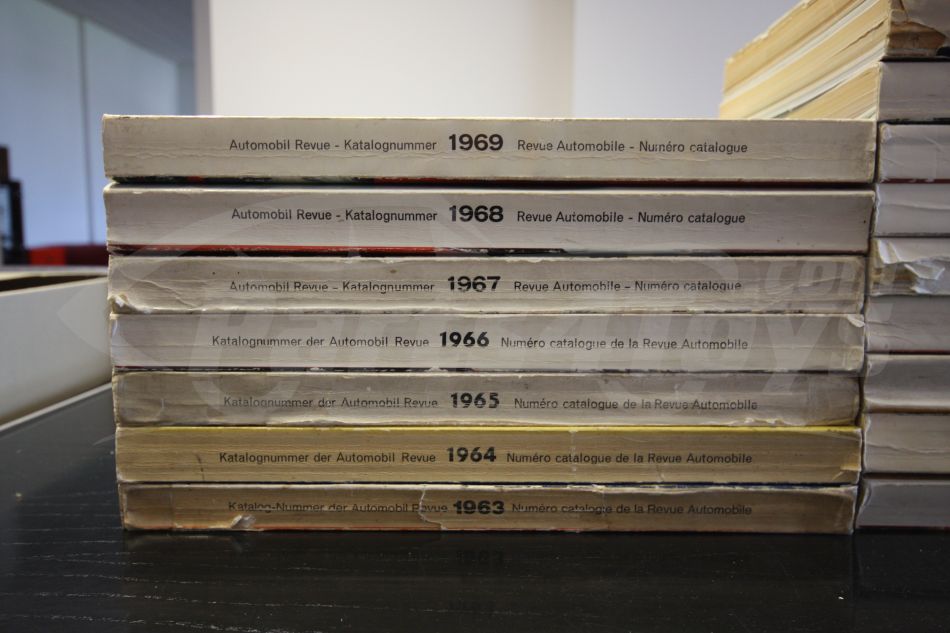 Automobil Revue - Katalognummer 1969 Revue Automobile - Numéro catalogue
Automobil Revue - Katalognummer 1968 Revue Automobile - Numéro catalogue
Automobil Revue - Katalognummer 1967 Revue Automobile - Numéro catalogue
Katalognummer der Automobil Revue 1966 Numéro catalogue de la Revue Automobile
Katalognummer der Automobil Revue 1965 Numéro catalogue de la Revue Automobile
Katalognummer der Automobil Revue 1964 Numéro catalogue de la Revue Automobile
Katalog-Nummer der Automobil Revue 1963 Numéro catalogue de la Revue Automobile